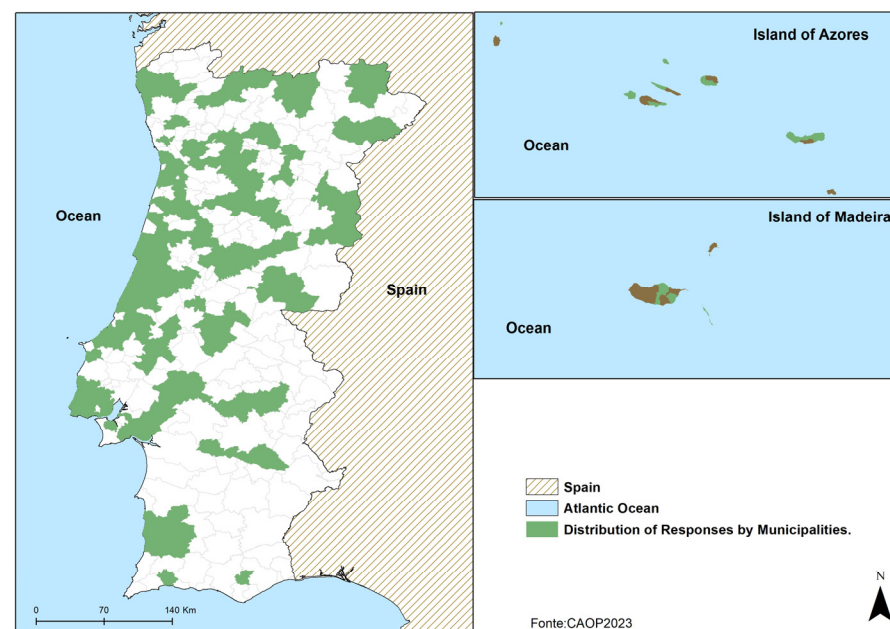 Island of Azores
Ocean
Island of Madeira
Ocean
Ocean
Spain
Spain
Atlantic Ocean
Distribution of Responses by Municipalities.
N
0 70 140 Km
Fonte:CAOP2023